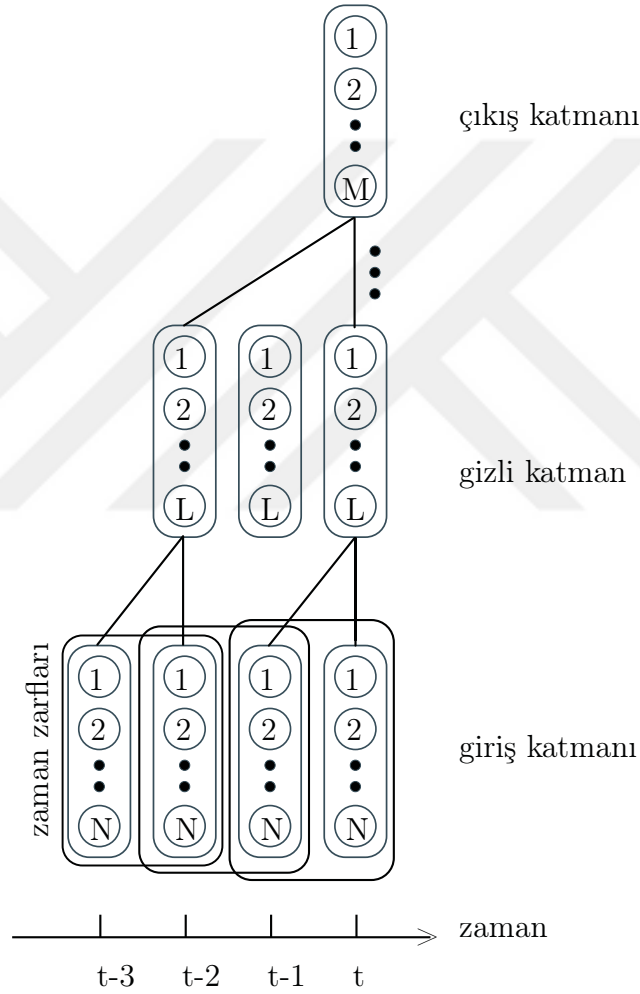 1
2
M
çıkış katmanı
1 1 1
2 2 2
L L L
gizli katman
zaman zarfları
1 1 1 1
2 2 2 2
N N N N
giriş katmanı
zaman
t-3 t-2 t-1 t